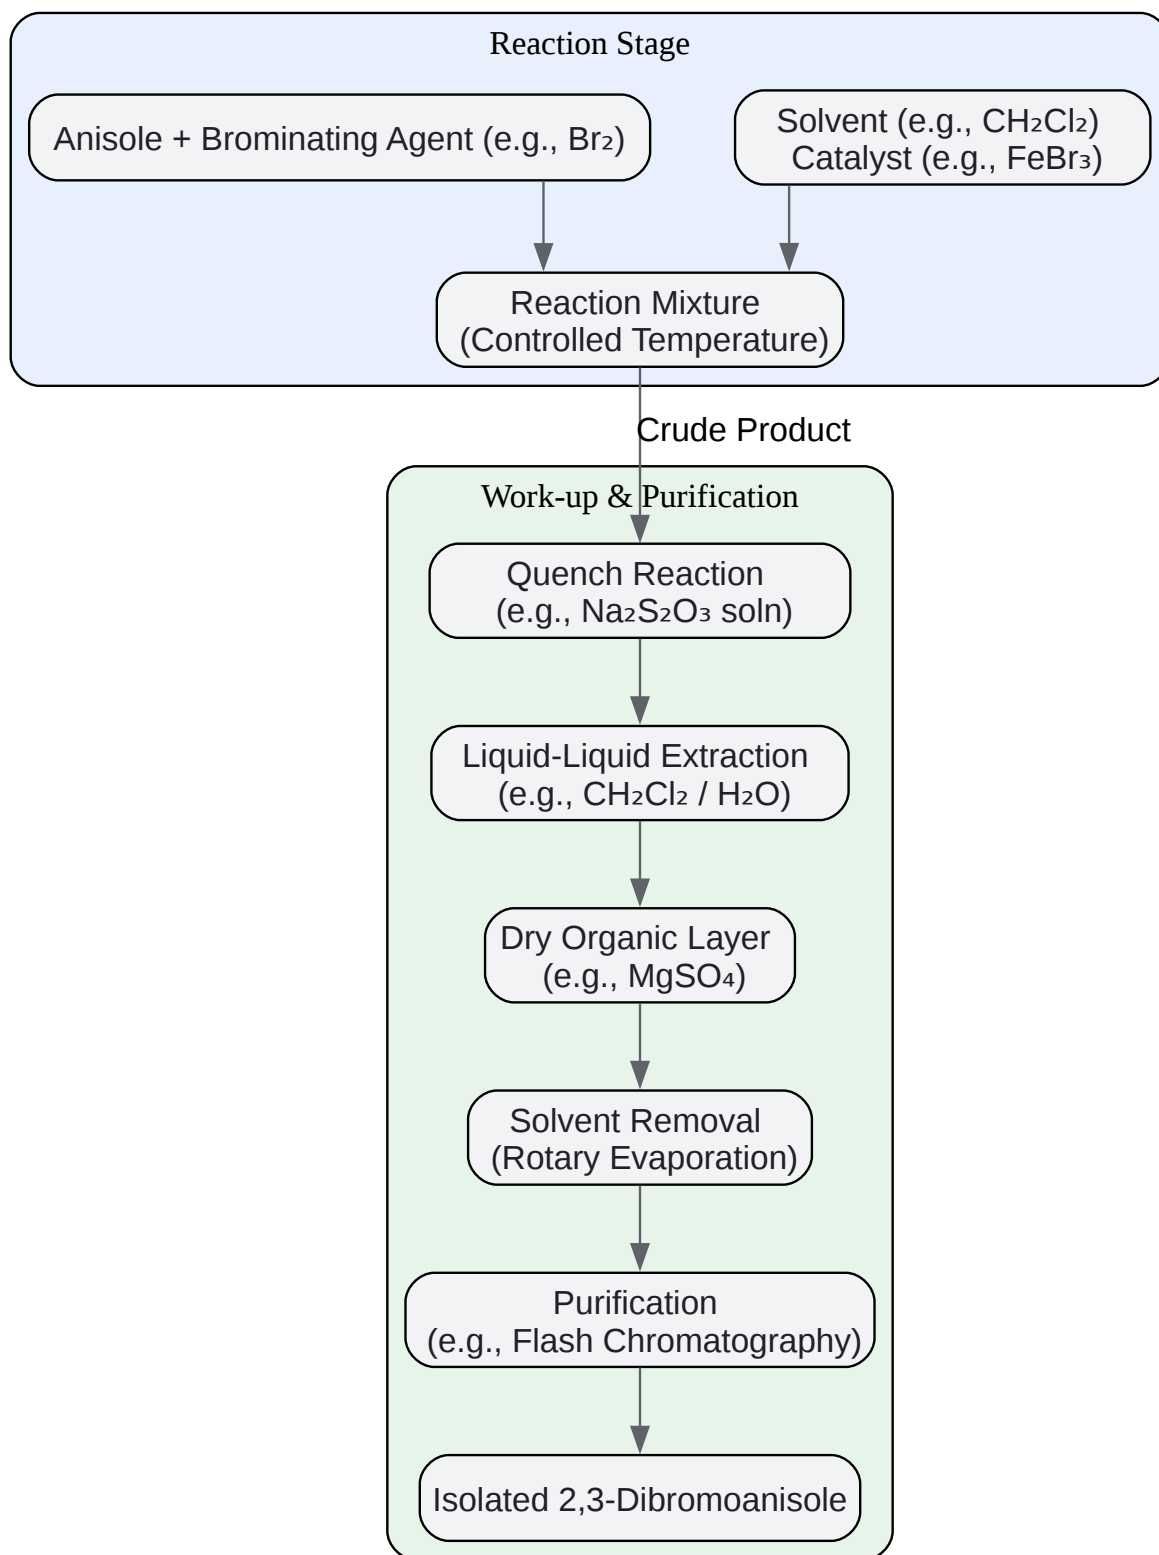 Reaction Stage
Anisole + Brominating Agent (e.g., Br₂)
Solvent (e.g., CH₂Cl₂)
Catalyst (e.g., FeBr₃)
Reaction Mixture
(Controlled Temperature)
Crude Product
Work-up & Purification
Quench Reaction
(e.g., Na₂S₂O₃ soln)
Liquid-Liquid Extraction
(e.g., CH₂Cl₂ / H₂O)
Dry Organic Layer
(e.g., MgSO₄)
Solvent Removal
(Rotary Evaporation)
Purification
(e.g., Flash Chromatography)
Isolated 2,3-Dibromoanisole